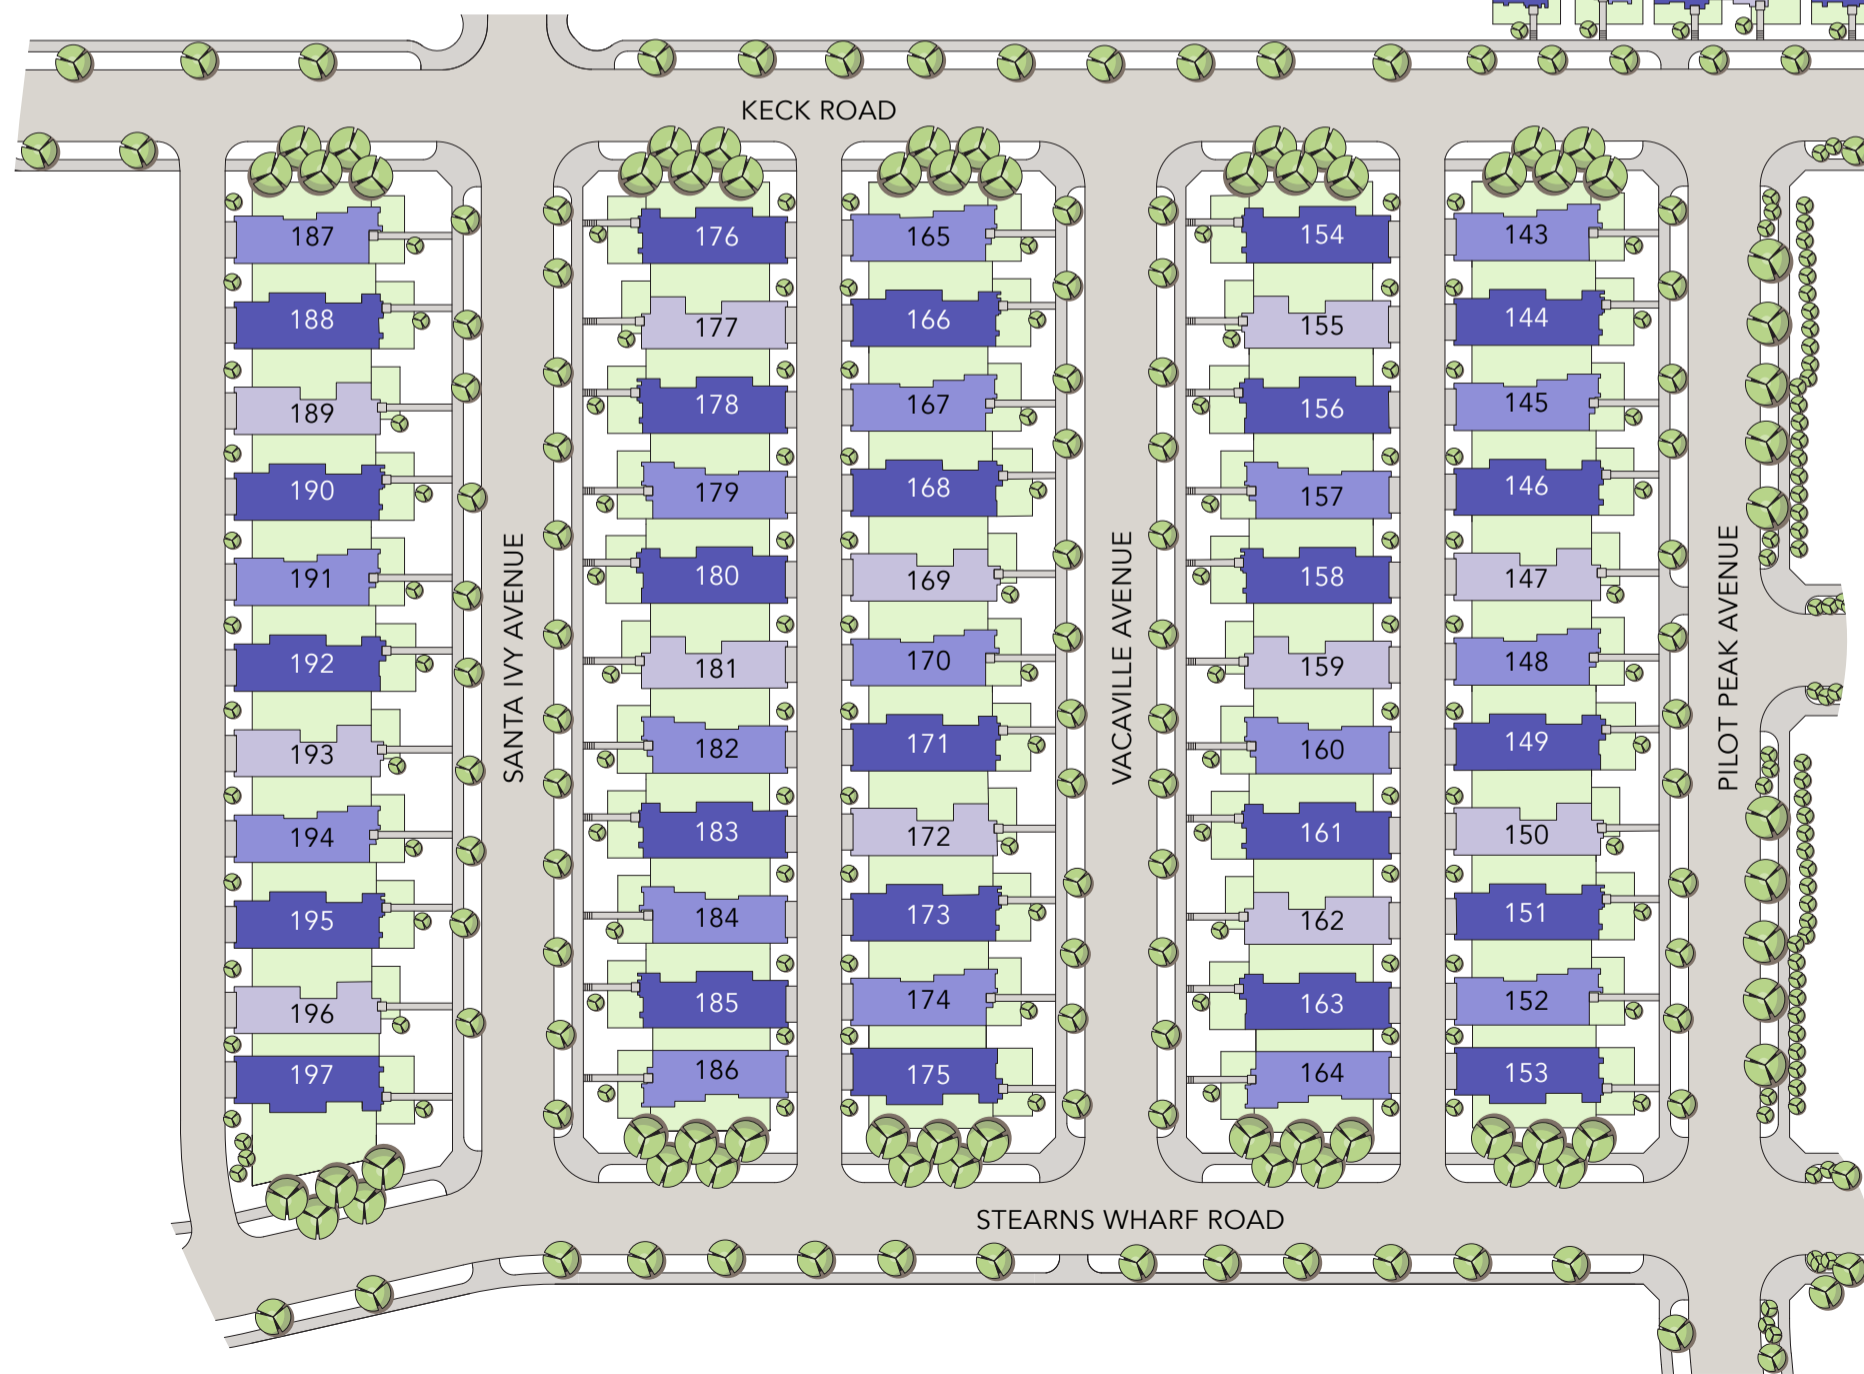 KECK ROAD
187 176 165 154 143
188 177 166 155 144
189 178 167 156 145
190 179 168 157 146
191 180 169 158 147
192 181 170 159 148
193 182 171 160 149
194 183 172 161 150
195 184 173 162 151
196 185 174 163 152
197 186 175 164 153
SANTA IVY AVENUE
VACAVILLE AVENUE
PILOT PEAK AVENUE
STEARNS WHARF ROAD